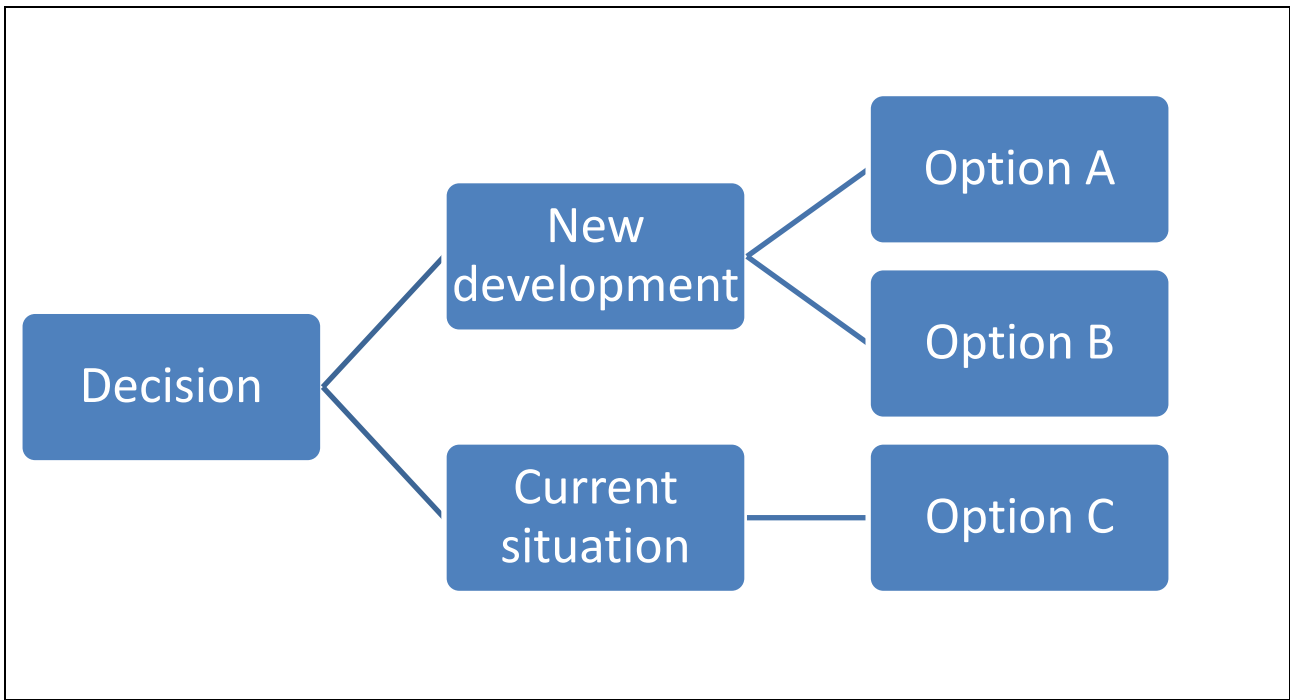 Decision
New
development
Current
situation
Option A
Option B
Option C